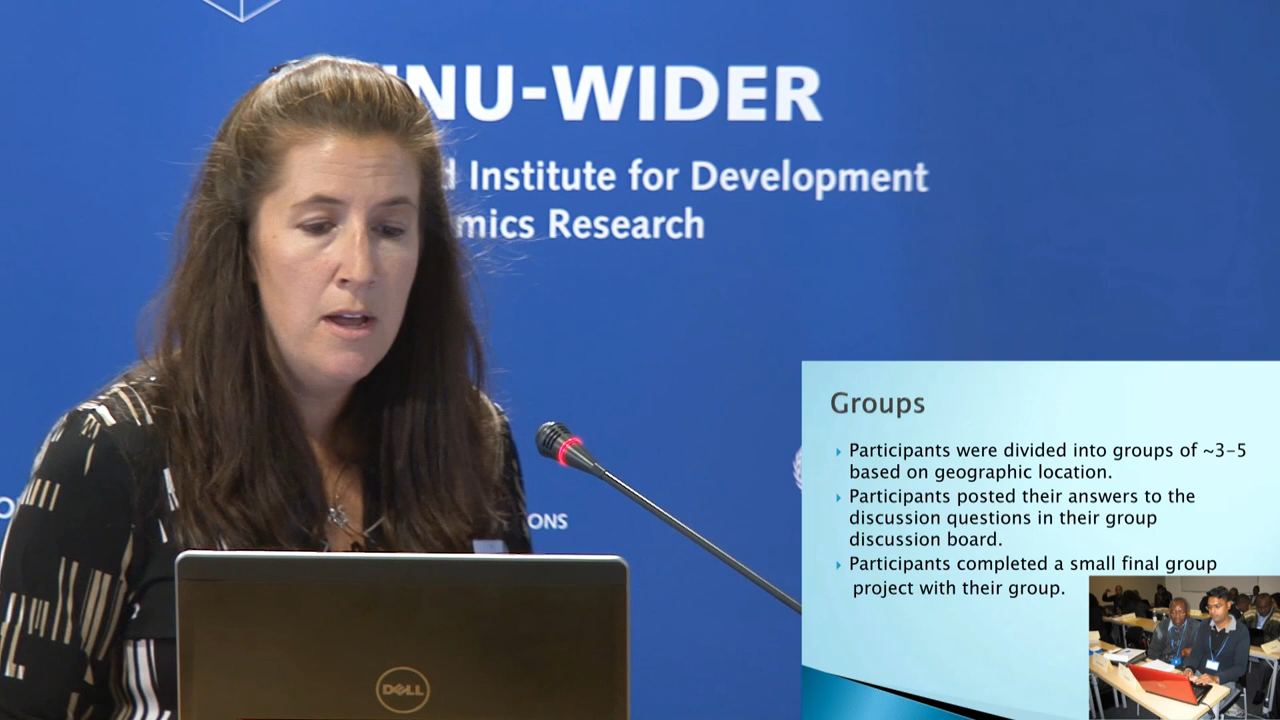 NU-WIDER
d Institute for Development
mics Research
IONS
DELL
Groups
Participants were divided into groups of ~3-5
based on geographic location.
Participants posted their answers to the
discussion questions in their group
discussion board.
Participants completed a small final group
project with their group.